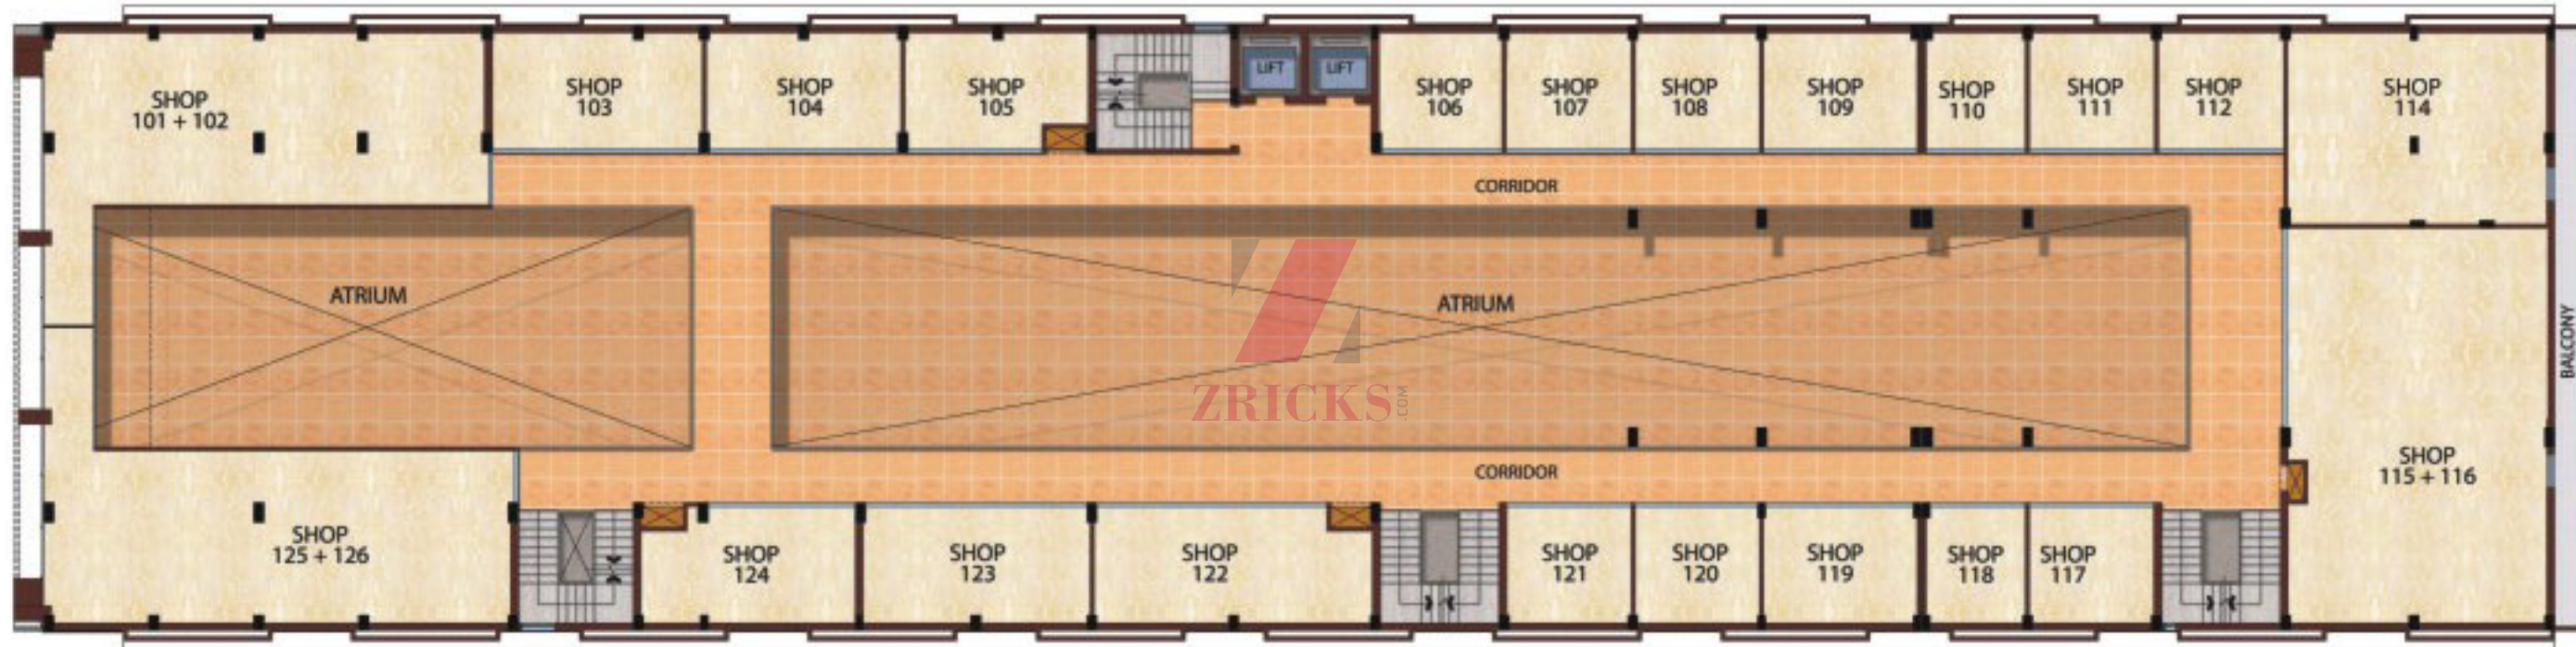 SHOP
101 + 102
SHOP
103
SHOP
104
SHOP
105
LIFT
LIFT
SHOP
106
SHOP
107
SHOP
108
SHOP
109
SHOP
110
SHOP
111
SHOP
112
SHOP
114
CORRIDOR
ATRIUM
ATRIUM
ZRICKS.COM
BALCONY
CORRIDOR
SHOP
115 + 116
SHOP
125 + 126
SHOP
124
SHOP
123
SHOP
122
SHOP
121
SHOP
120
SHOP
119
SHOP
118
SHOP
117